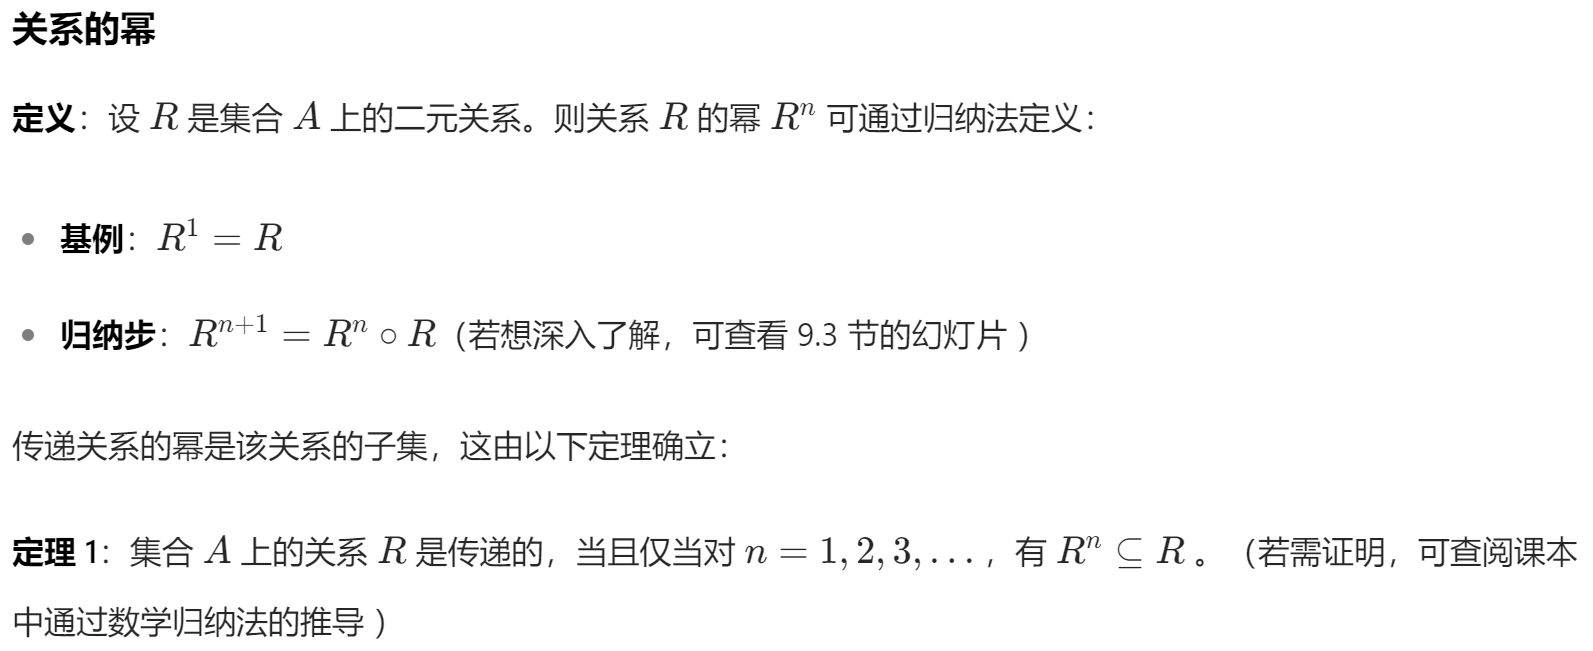 关系的幂
定义：设 R 是集合 A 上的二元关系。则关系 R 的幂 Rⁿ 可通过归纳法定义：
• 基例：R¹ = R
• 归纳步：Rⁿ⁺¹ = Rⁿ ∘ R（若想深入了解，可查看 9.3 节的幻灯片 ）
传递关系的幂是该关系的子集，这由以下定理确立：
定理 1：集合 A 上的关系 R 是传递的，当且仅当对 n = 1, 2, 3, … ，有 Rⁿ ⊆ R 。（若需证明，可查阅课本
中通过数学归纳法的推导 ）